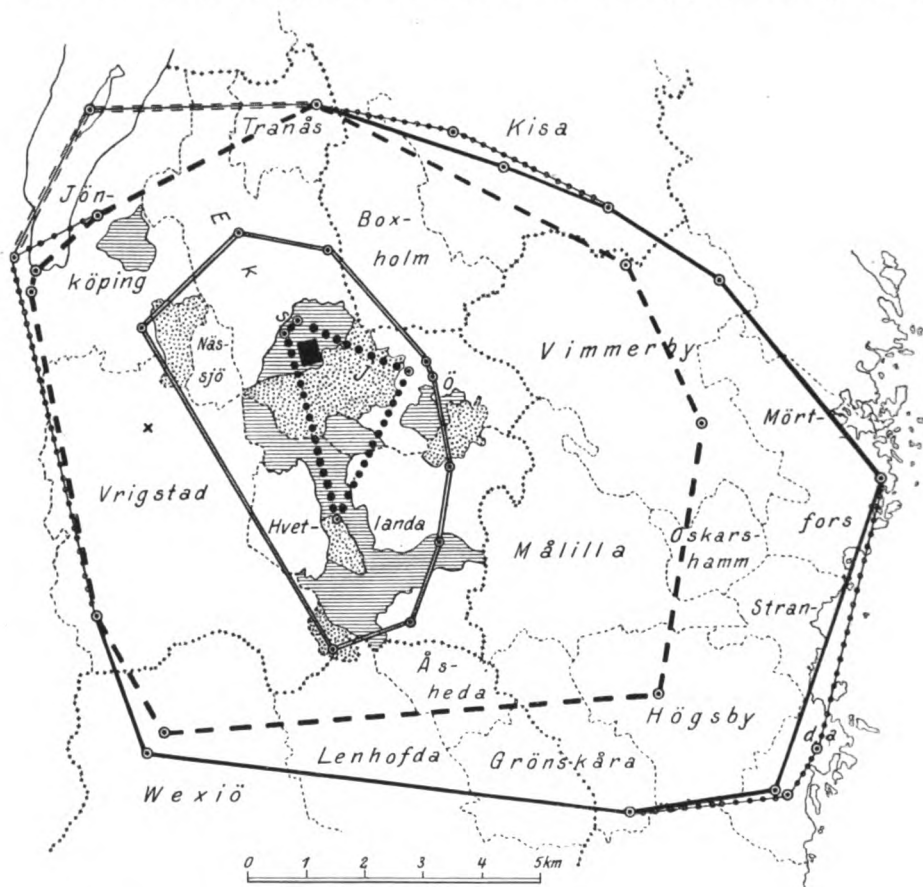 Kisa
Tranås
Jön-
köping
E
K
S
J
Ö
Box-
holm
Näs-
sjö
Vimmerby
Mört-
fors
Vrigstad
Hvet-
landa
Målilla
Oskars-
hamm
Stran-
da
Ås-
heda
Högsby
Lenhofda
Grönskåra
Wexiö
0 1 2 3 4 5km